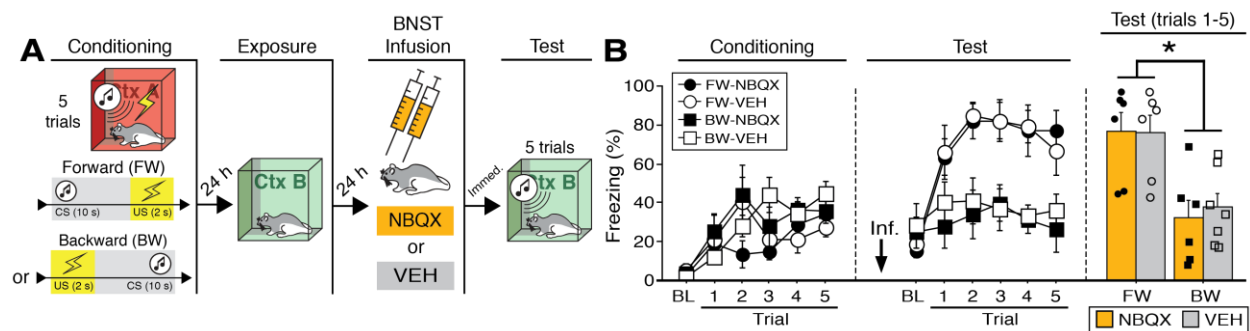 A
Conditioning
Exposure
BNST
Infusion
Test
Ctx A
5
trials
Forward (FW)
CS (10 s)
US (2 s)
Backward (BW)
or
US (2 s)
CS (10 s)
24 h
Ctx B
24 h
NBQX
or
VEH
Immed.
5 trials
Ctx B
B
Conditioning
Test
Test (trials 1-5)
*
FW-NBQX
FW-VEH
BW-NBQX
BW-VEH
Freezing (%)
100
80
60
40
20
0
Inf.
BL 1 2 3 4 5
Trial
BL 1 2 3 4 5
Trial
FW BW
NBQX VEH